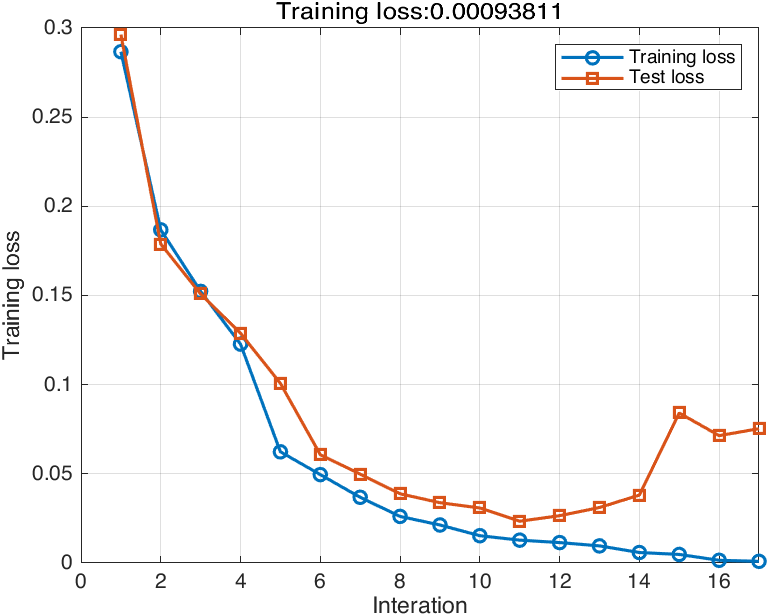 Training loss:0.00093811
Training loss
Test loss
0.3
0.25
0.2
0.15
0.1
0.05
0
Training loss
0 2 4 6 8 10 12 14 16
Interation